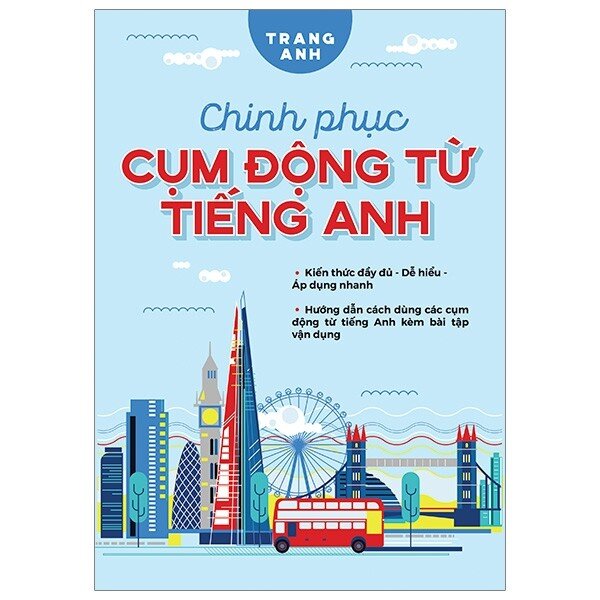 TRANG
ANH
Chinh phục
CỤM ĐỘNG TỪ
TIẾNG ANH
• Kiến thức đầy đủ - Dễ hiểu -
Áp dụng nhanh
• Hướng dẫn cách dùng các cụm
động từ tiếng Anh kèm bài tập
vận dụng